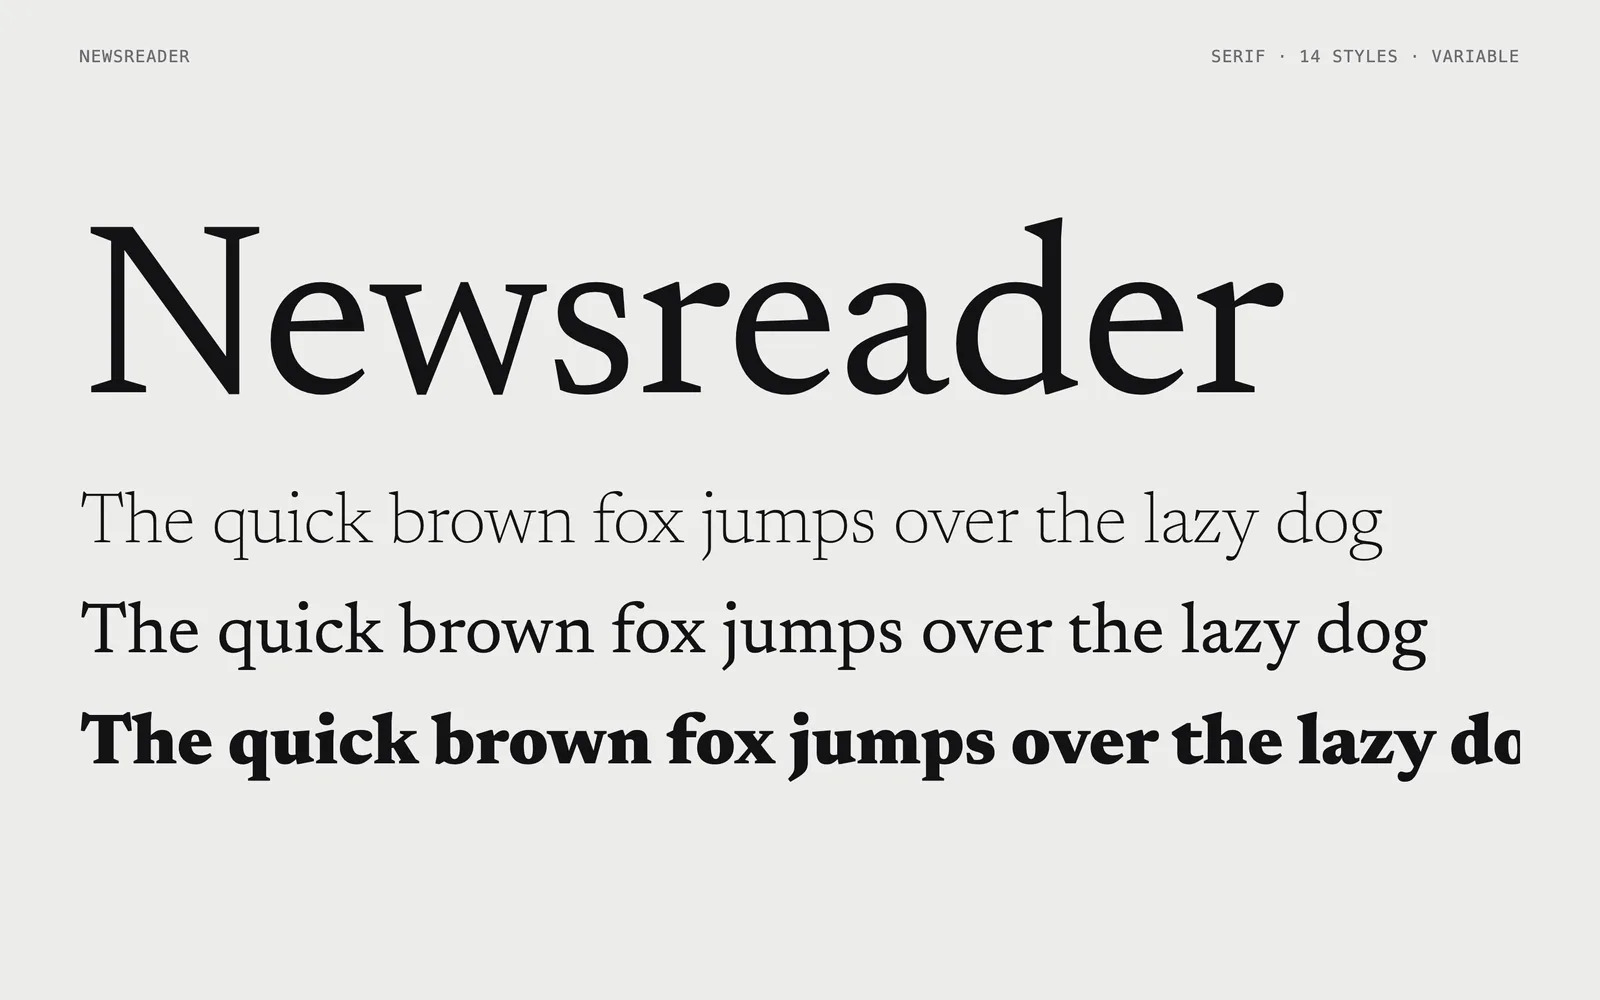 NEWSREADER
SERIF · 14 STYLES · VARIABLE
Newsreader
The quick brown fox jumps over the lazy dog
The quick brown fox jumps over the lazy dog
The quick brown fox jumps over the lazy do